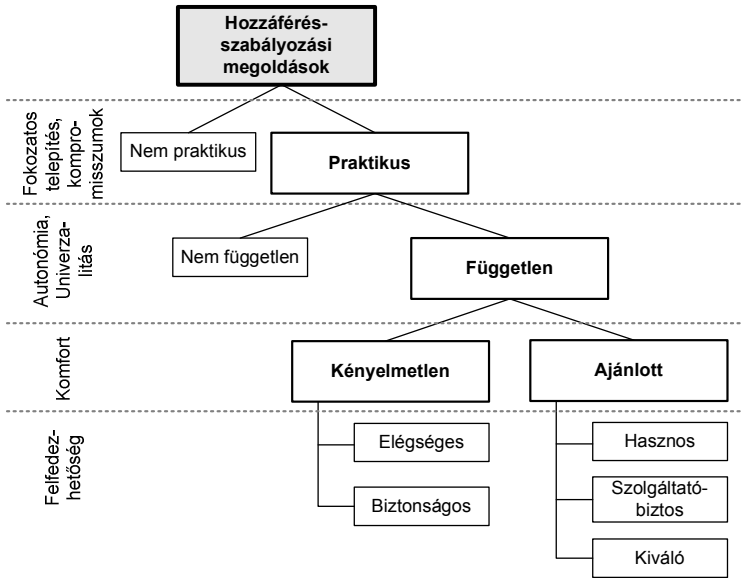 Hozzáférés-
szabályozási
megoldások
Fokozatos
telepítés,
kompro-
misszumok
Nem praktikus
Praktikus
Autonómia,
Univerza-
litás
Nem független
Független
Komfort
Kényelmetlen
Ajánlott
Felfedez-
hetőség
Elégséges
Biztonságos
Hasznos
Szolgáltató-
biztos
Kiváló